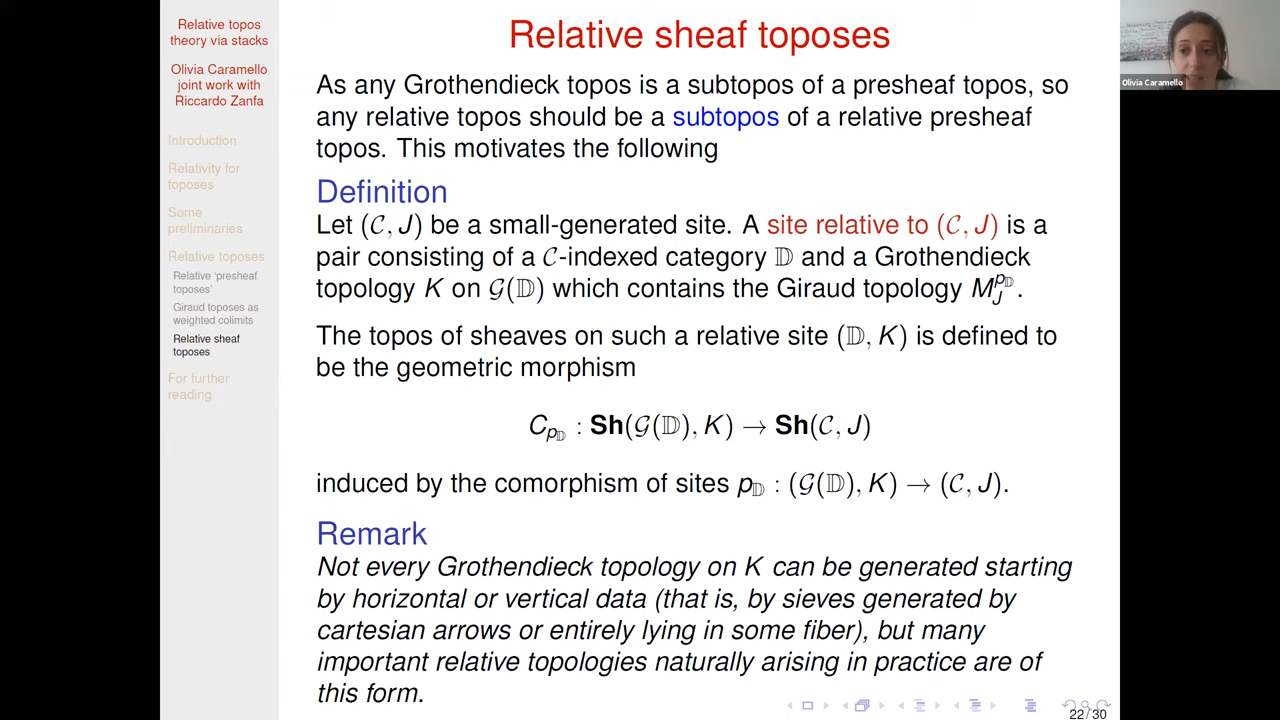 Relative topos
theory via stacks
Olivia Caramello
joint work with
Riccardo Zanfa
Introduction
Relativity for
toposes
Some
preliminaries
Relative toposes
Relative ‘presheaf
toposes’
Giraud toposes as
weighted colimits
Relative sheaf
toposes
For further
reading
Relative sheaf toposes
As any Grothendieck topos is a subtopos of a presheaf topos, so
any relative topos should be a subtopos of a relative presheaf
topos. This motivates the following
Definition
Let (𝒞, J) be a small-generated site. A site relative to (𝒞, J) is a
pair consisting of a 𝒞-indexed category 𝔻 and a Grothendieck
topology K on 𝒢(𝔻) which contains the Giraud topology M_J^{p_𝔻}.
The topos of sheaves on such a relative site (𝔻, K) is defined to
be the geometric morphism
C_{p_𝔻} : Sh(𝒢(𝔻), K) → Sh(𝒞, J)
induced by the comorphism of sites p_𝔻 : (𝒢(𝔻), K) → (𝒞, J).
Remark
Not every Grothendieck topology on K can be generated starting
by horizontal or vertical data (that is, by sieves generated by
cartesian arrows or entirely lying in some fiber), but many
important relative topologies naturally arising in practice are of
this form.
22/30
Olivia Caramello